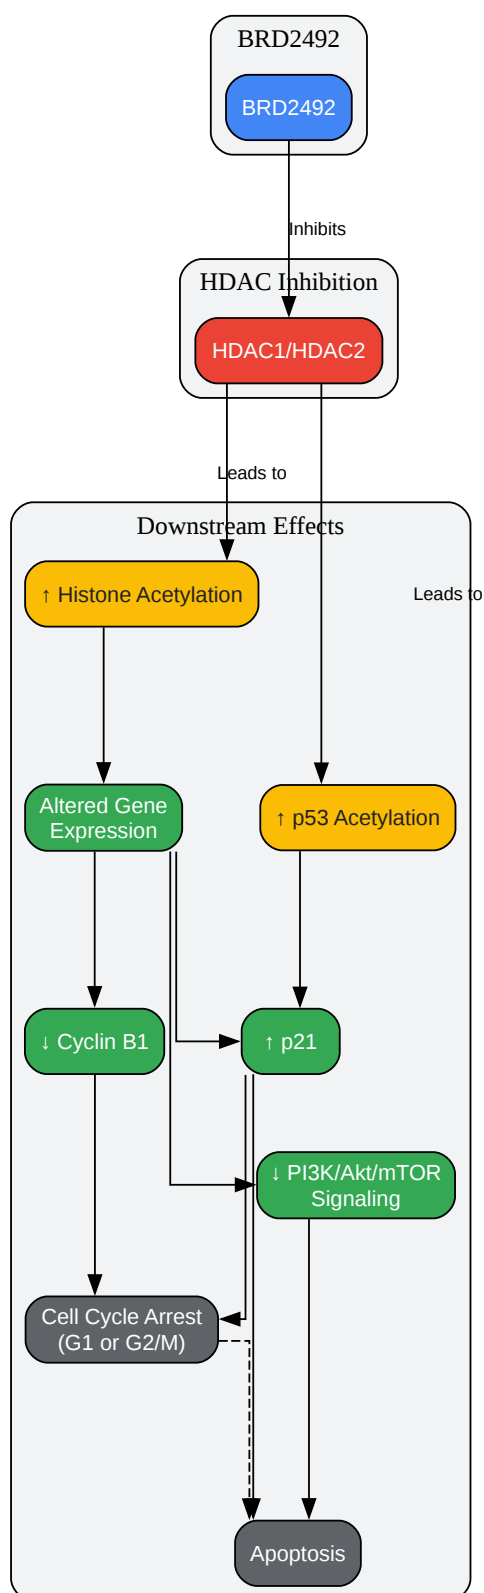 BRD2492
BRD2492
Inhibits
HDAC Inhibition
HDAC1/HDAC2
Leads to
Downstream Effects
↑ Histone Acetylation
Leads to
Altered Gene
Expression
↑ p53 Acetylation
↓ Cyclin B1
↑ p21
↓ PI3K/Akt/mTOR
Signaling
Cell Cycle Arrest
(G1 or G2/M)
Apoptosis